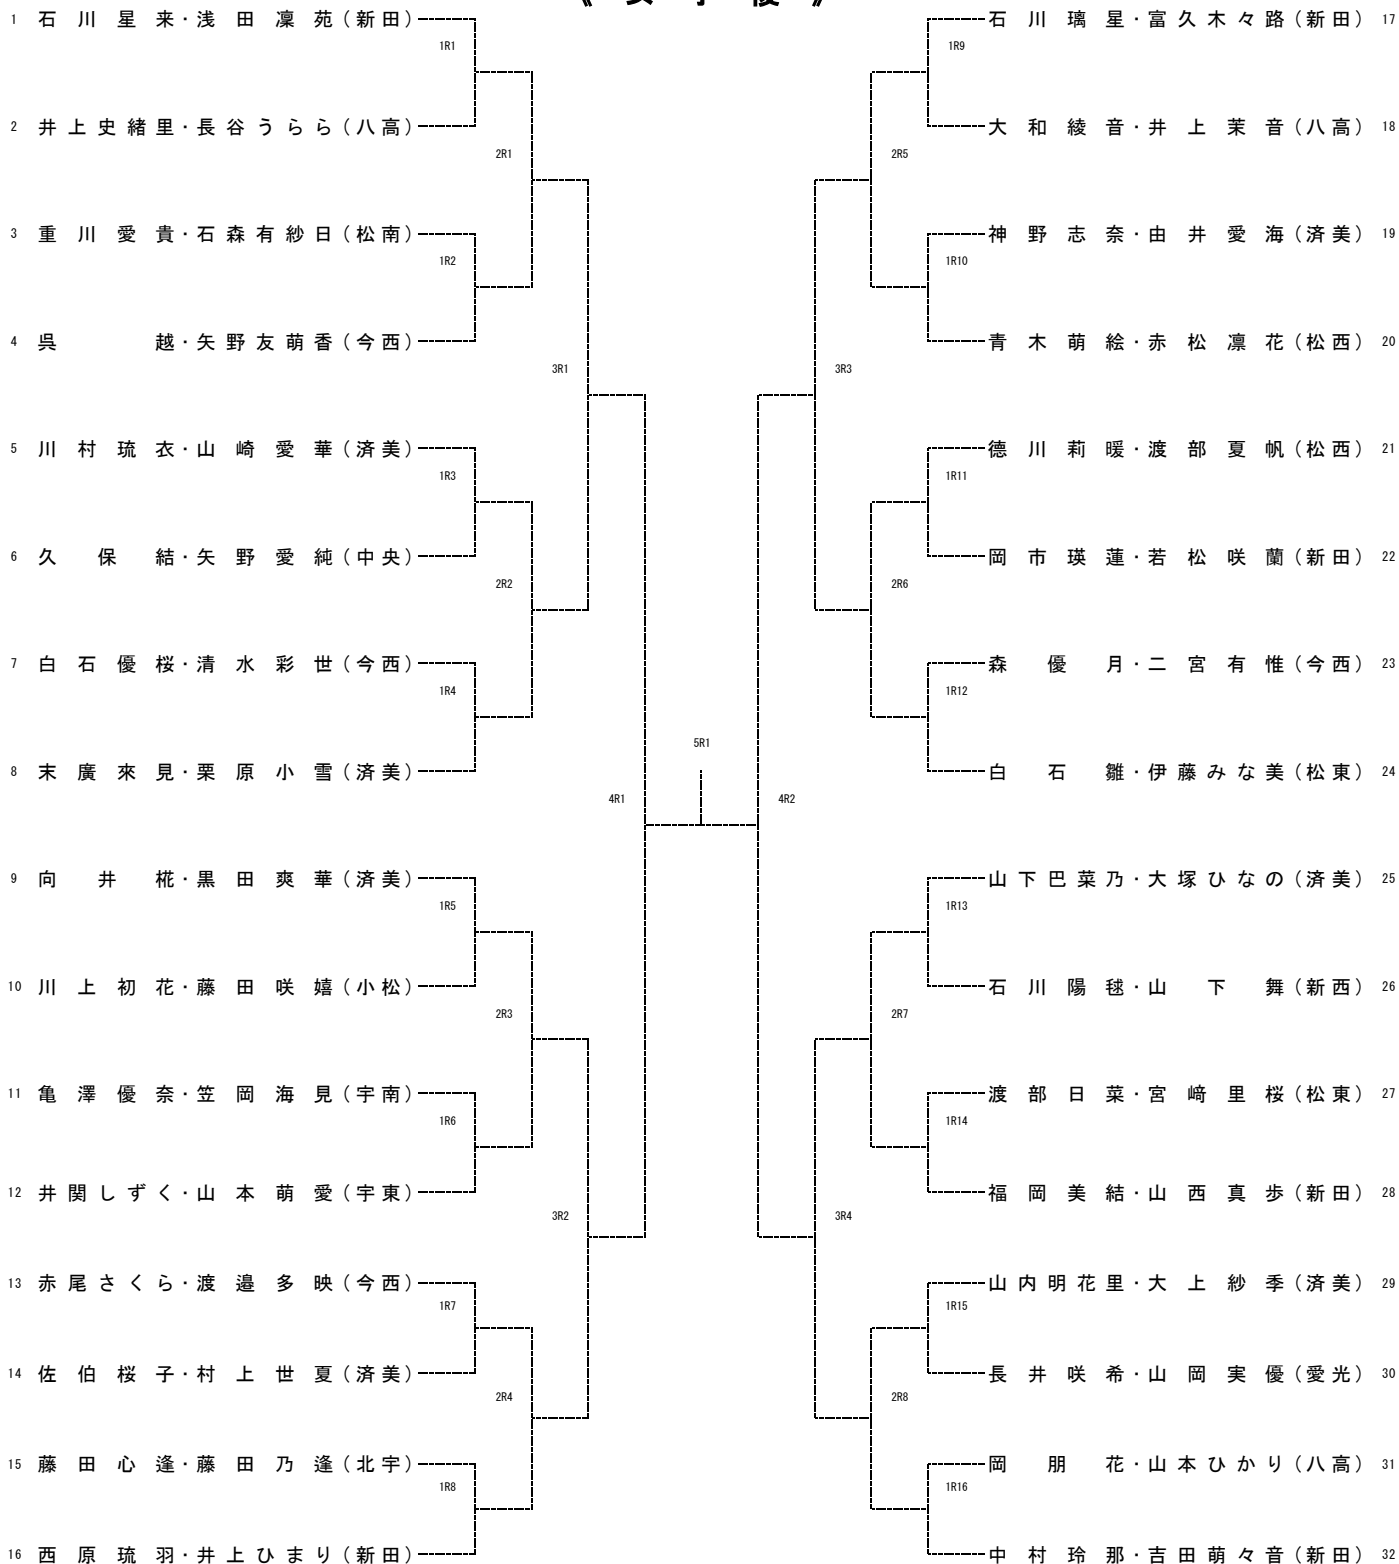 1 石川星来・浅田凜苑（新田）
1R1
2 井上史緒里・長谷うらら（八高）
2R1
3 重川愛貴・石森有紗日（松南）
1R2
4 呉越・矢野友萌香（今西）
3R1
5 川村琉衣・山崎愛華（済美）
1R3
6 久保結・矢野愛純（中央）
2R2
7 白石優桜・清水彩世（今西）
1R4
8 末廣來見・栗原小雪（済美）
4R1
9 向井椛・黒田爽華（済美）
1R5
10 川上初花・藤田咲嬉（小松）
2R3
11 亀澤優奈・笠岡海見（宇南）
1R6
12 井関しずく・山本萌愛（宇東）
3R2
13 赤尾さくら・渡邉多映（今西）
1R7
14 佐伯桜子・村上世夏（済美）
2R4
15 藤田心逢・藤田乃逢（北宇）
1R8
16 西原琉羽・井上ひまり（新田）
5R1
石川璃星・富久木々路（新田） 17
1R9
大和綾音・井上茉音（八高） 18
2R5
神野志奈・由井愛海（済美） 19
1R10
青木萌絵・赤松凛花（松西） 20
3R3
德川莉暖・渡部夏帆（松西） 21
1R11
岡市瑛蓮・若松咲蘭（新田） 22
2R6
森優月・二宮有惟（今西） 23
1R12
白石雛・伊藤みな美（松東） 24
4R2
山下巴菜乃・大塚ひなの（済美） 25
1R13
石川陽毬・山下舞（新西） 26
2R7
渡部日菜・宮﨑里桜（松東） 27
1R14
福岡美結・山西真歩（新田） 28
3R4
山内明花里・大上紗季（済美） 29
1R15
長井咲希・山岡実優（愛光） 30
2R8
岡朋花・山本ひかり（八高） 31
1R16
中村玲那・吉田萌々音（新田） 32